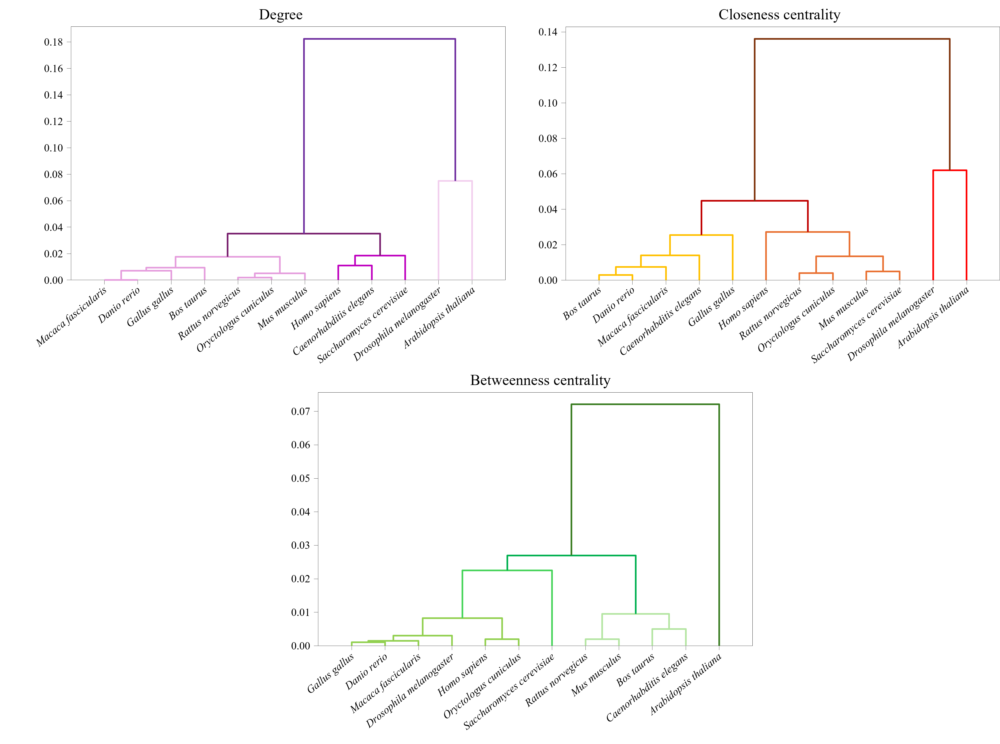 Degree
0.18
0.16
0.14
0.12
0.10
0.08
0.06
0.04
0.02
0.00
Macaca fascicularis
Danio rerio
Gallus gallus
Bos taurus
Rattus norvegicus
Oryctologus cuniculus
Mus musculus
Homo sapiens
Caenorhabditis elegans
Saccharomyces cerevisiae
Drosophila melanogaster
Arabidopsis thaliana
Closeness centrality
0.14
0.12
0.10
0.08
0.06
0.04
0.02
0.00
Bos taurus
Danio rerio
Macaca fascicularis
Caenorhabditis elegans
Gallus gallus
Homo sapiens
Rattus norvegicus
Oryctologus cuniculus
Mus musculus
Saccharomyces cerevisiae
Drosophila melanogaster
Arabidopsis thaliana
Betweenness centrality
0.07
0.06
0.05
0.04
0.03
0.02
0.01
0.00
Gallus gallus
Danio rerio
Macaca fascicularis
Drosophila melanogaster
Homo sapiens
Oryctologus cuniculus
Saccharomyces cerevisiae
Rattus norvegicus
Mus musculus
Bos taurus
Caenorhabditis elegans
Arabidopsis thaliana